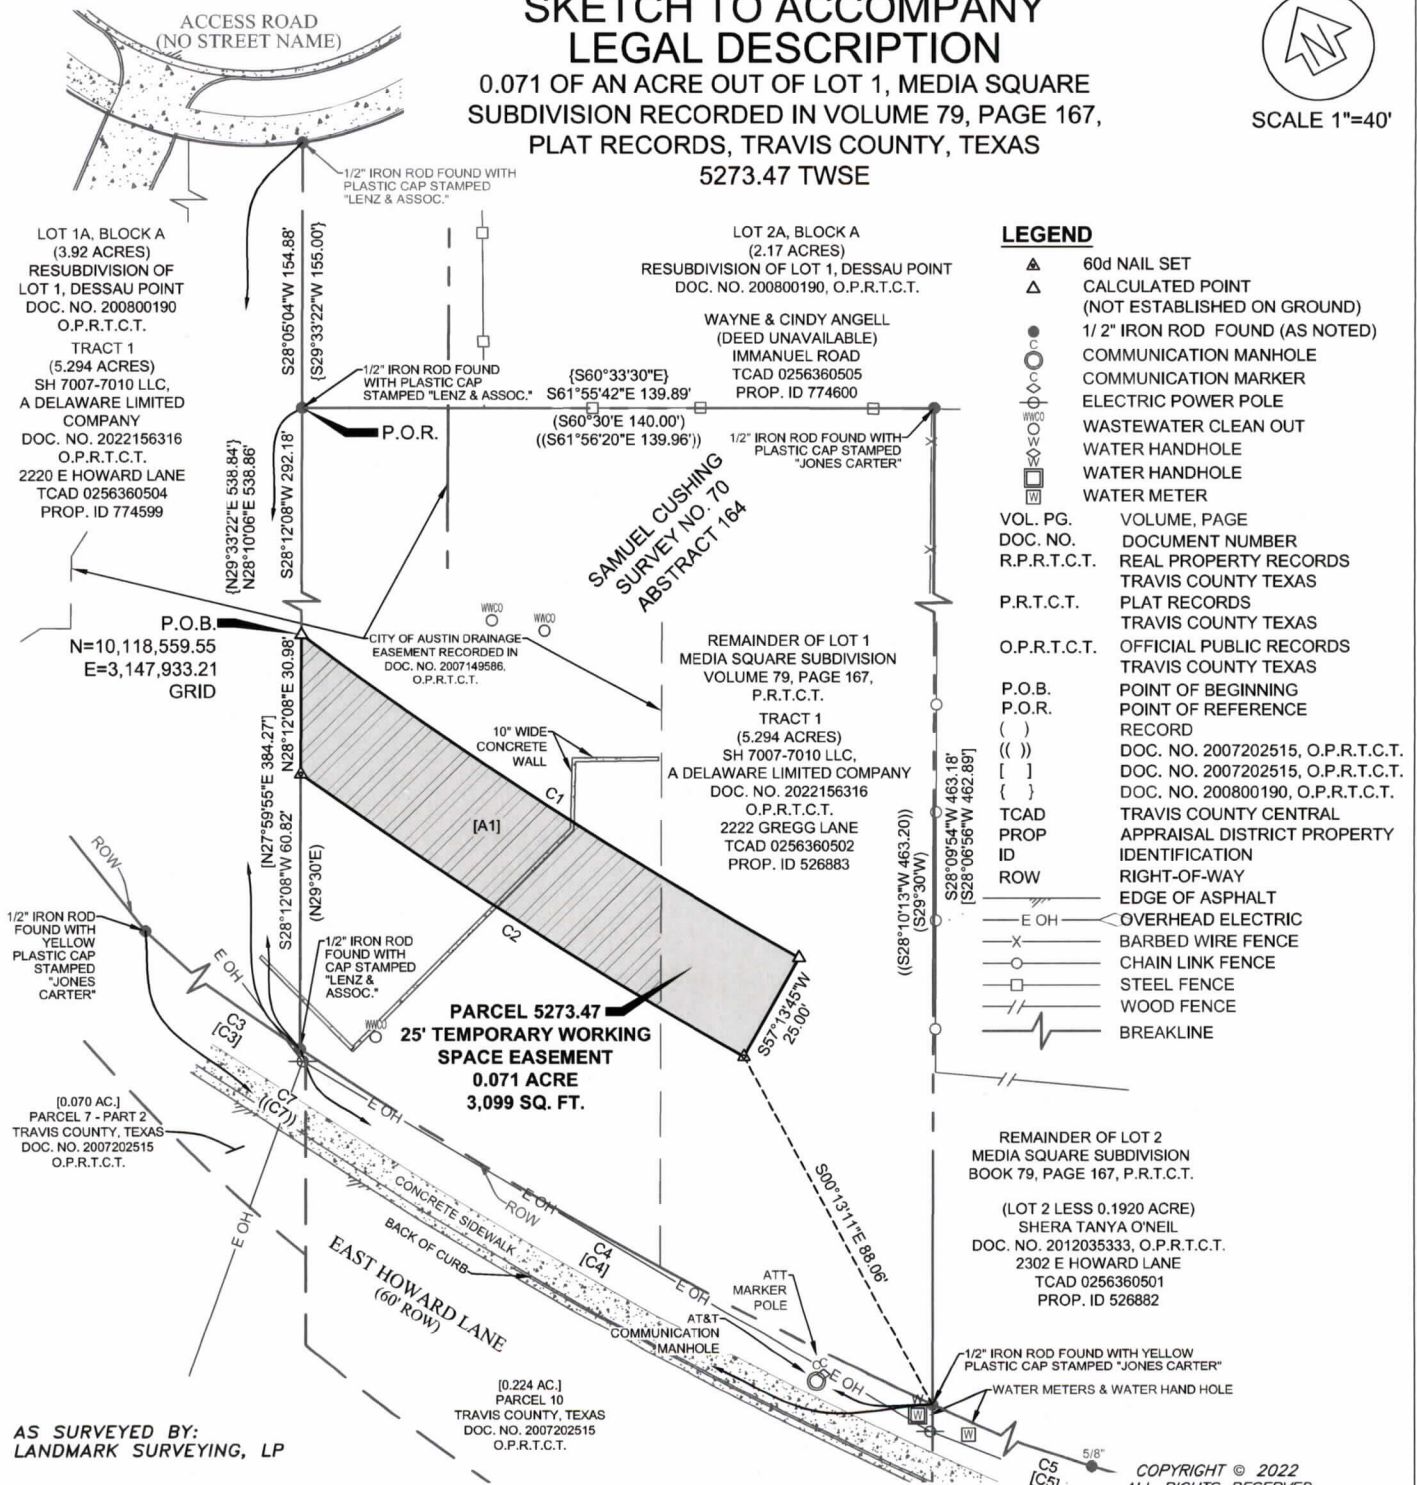 SKETCH TO ACCOMPANY
LEGAL DESCRIPTION
0.071 OF AN ACRE OUT OF LOT 1, MEDIA SQUARE
SUBDIVISION RECORDED IN VOLUME 79, PAGE 167,
PLAT RECORDS, TRAVIS COUNTY, TEXAS
5273.47 TWSE
N
SCALE 1"=40'
ACCESS ROAD
(NO STREET NAME)
1/2" IRON ROD FOUND WITH
PLASTIC CAP STAMPED
"LENZ & ASSOC."
LOT 1A, BLOCK A
(3.92 ACRES)
RESUBDIVISION OF
LOT 1, DESSAU POINT
DOC. NO. 200800190
O.P.R.T.C.T.
TRACT 1
(5.294 ACRES)
SH 7007-7010 LLC,
A DELAWARE LIMITED
COMPANY
DOC. NO. 2022156316
O.P.R.T.C.T.
2220 E HOWARD LANE
TCAD 0256360504
PROP. ID 774599
S28°05'04"W 154.88'
{S29°33'22"W 155.00'}
LOT 2A, BLOCK A
(2.17 ACRES)
RESUBDIVISION OF LOT 1, DESSAU POINT
DOC. NO. 200800190, O.P.R.T.C.T.
WAYNE & CINDY ANGELL
(DEED UNAVAILABLE)
IMMANUEL ROAD
TCAD 0256360505
PROP. ID 774600
1/2" IRON ROD FOUND
WITH PLASTIC CAP
STAMPED "LENZ & ASSOC."
{S60°33'30"E}
S61°55'42"E 139.89'
(S60°30'E 140.00')
((S61°56'20"E 139.96'))
P.O.R.
1/2" IRON ROD FOUND WITH
PLASTIC CAP STAMPED
"JONES CARTER"
{N29°33'22"E 538.84'}
N28°10'06"E 538.86'
S28°12'08"W 292.18'
SAMUEL CUSHING
SURVEY NO. 70
ABSTRACT 164
LEGEND
60d NAIL SET
CALCULATED POINT
(NOT ESTABLISHED ON GROUND)
1/ 2" IRON ROD FOUND (AS NOTED)
C
COMMUNICATION MANHOLE
C
COMMUNICATION MARKER
ELECTRIC POWER POLE
WWCO
WASTEWATER CLEAN OUT
W
WATER HANDHOLE
W
WATER HANDHOLE
W
WATER METER
VOL. PG. VOLUME, PAGE
DOC. NO. DOCUMENT NUMBER
R.P.R.T.C.T. REAL PROPERTY RECORDS
TRAVIS COUNTY TEXAS
P.R.T.C.T. PLAT RECORDS
TRAVIS COUNTY TEXAS
O.P.R.T.C.T. OFFICIAL PUBLIC RECORDS
TRAVIS COUNTY TEXAS
P.O.B. POINT OF BEGINNING
P.O.R. POINT OF REFERENCE
( ) RECORD
(( )) DOC. NO. 2007202515, O.P.R.T.C.T.
[ ] DOC. NO. 2007202515, O.P.R.T.C.T.
{ } DOC. NO. 200800190, O.P.R.T.C.T.
TCAD TRAVIS COUNTY CENTRAL
PROP APPRAISAL DISTRICT PROPERTY
ID IDENTIFICATION
ROW RIGHT-OF-WAY
EDGE OF ASPHALT
E OH OVERHEAD ELECTRIC
X BARBED WIRE FENCE
CHAIN LINK FENCE
STEEL FENCE
WOOD FENCE
BREAKLINE
P.O.B.
N=10,118,559.55
E=3,147,933.21
GRID
WWCO
WWCO
CITY OF AUSTIN DRAINAGE
EASEMENT RECORDED IN
DOC. NO. 2007149586,
O.P.R.T.C.T.
REMAINDER OF LOT 1
MEDIA SQUARE SUBDIVISION
VOLUME 79, PAGE 167,
P.R.T.C.T.
TRACT 1
(5.294 ACRES)
SH 7007-7010 LLC,
A DELAWARE LIMITED COMPANY
DOC. NO. 2022156316
O.P.R.T.C.T.
2222 GREGG LANE
TCAD 0256360502
PROP. ID 526883
N28°12'08"E 30.98'
[N27°59'55"E 384.27']
S28°12'08"W 60.82'
(N29°30'E)
10" WIDE
CONCRETE
WALL
C1
[A1]
C2
((S28°10'13"W 463.20))
(S29°30'W)
S28°09'54"W 463.18'
[S28°06'56"W 462.89']
ROW
1/2" IRON ROD
FOUND WITH
YELLOW
PLASTIC CAP
STAMPED
"JONES
CARTER"
E OH
1/2" IRON ROD
FOUND WITH
CAP STAMPED
"LENZ &
ASSOC."
WWCO
PARCEL 5273.47
25' TEMPORARY WORKING
SPACE EASEMENT
0.071 ACRE
3,099 SQ. FT.
S57°13'45"W
25.00'
C3
[C3]
C7
((C7))
E OH
[0.070 AC.]
PARCEL 7 - PART 2
TRAVIS COUNTY, TEXAS
DOC. NO. 2007202515
O.P.R.T.C.T.
E OH
CONCRETE SIDEWALK
BACK OF CURB
E OH
ROW
C4
[C4]
EAST HOWARD LANE
(60' ROW)
S00°13'11"E 88.06'
REMAINDER OF LOT 2
MEDIA SQUARE SUBDIVISION
BOOK 79, PAGE 167, P.R.T.C.T.
(LOT 2 LESS 0.1920 ACRE)
SHERA TANYA O'NEIL
DOC. NO. 2012035333, O.P.R.T.C.T.
2302 E HOWARD LANE
TCAD 0256360501
PROP. ID 526882
E OH
ATT
MARKER
POLE
AT&T
COMMUNICATION
MANHOLE
C
C
E OH
1/2" IRON ROD FOUND WITH YELLOW
PLASTIC CAP STAMPED "JONES CARTER"
WATER METERS & WATER HAND HOLE
W
W
W
[0.224 AC.]
PARCEL 10
TRAVIS COUNTY, TEXAS
DOC. NO. 2007202515
O.P.R.T.C.T.
AS SURVEYED BY:
LANDMARK SURVEYING, LP
5/8"
C5
[C5]
COPYRIGHT © 2022
ALL RIGHTS RESERVED